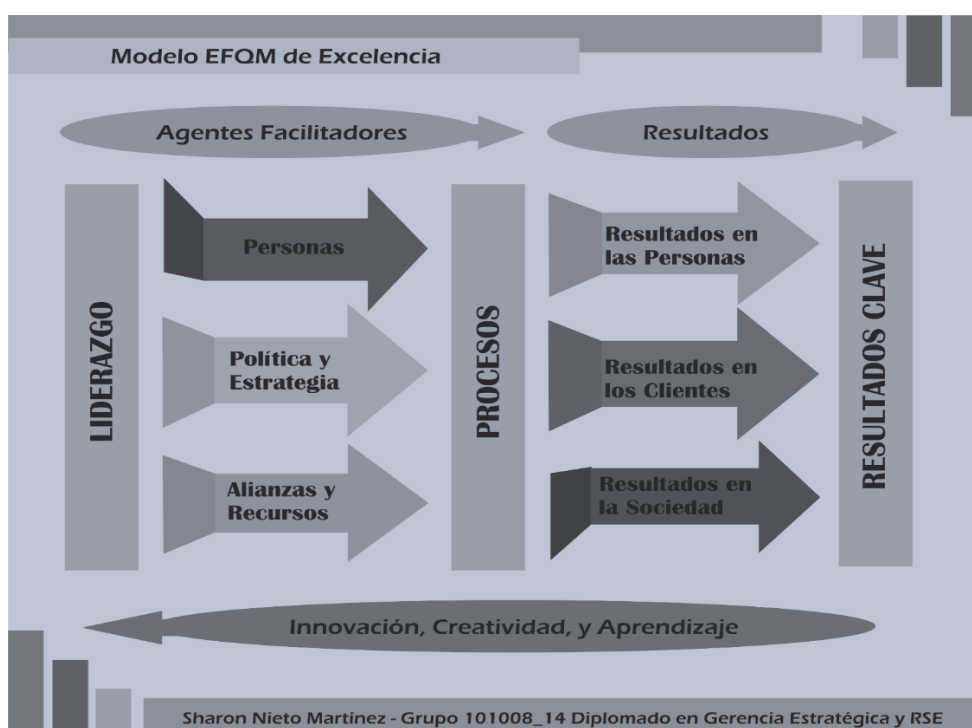 Modelo EFQM de Excelencia
Agentes Facilitadores
Resultados
LIDERAZGO
Personas
Política y
Estrategia
Alianzas y
Recursos
PROCESOS
Resultados en
las Personas
Resultados en
los Clientes
Resultados en
la Sociedad
RESULTADOS CLAVE
Innovación, Creatividad, y Aprendizaje
Sharon Nieto Martínez - Grupo 101008_14 Diplomado en Gerencia Estratégica y RSE